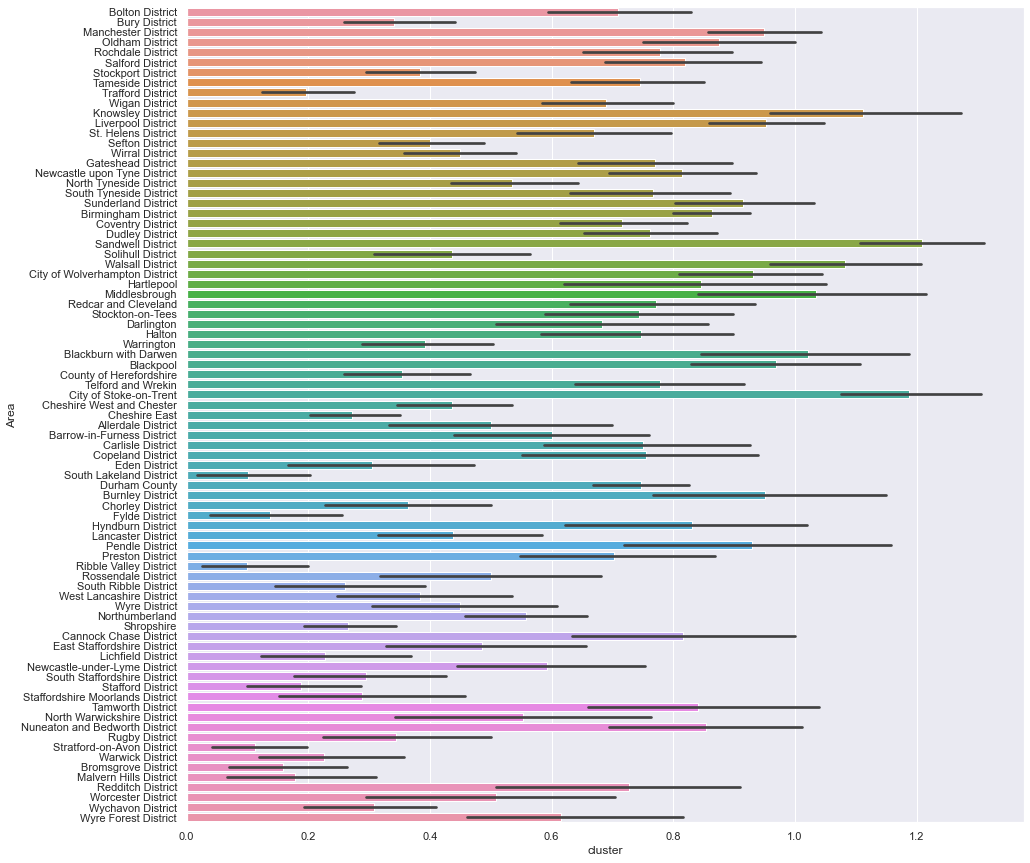 Bolton District
Bury District
Manchester District
Oldham District
Rochdale District
Salford District
Stockport District
Tameside District
Trafford District
Wigan District
Knowsley District
Liverpool District
St. Helens District
Sefton District
Wirral District
Gateshead District
Newcastle upon Tyne District
North Tyneside District
South Tyneside District
Sunderland District
Birmingham District
Coventry District
Dudley District
Sandwell District
Solihull District
Walsall District
City of Wolverhampton District
Hartlepool
Middlesbrough
Redcar and Cleveland
Stockton-on-Tees
Darlington
Halton
Warrington
Blackburn with Darwen
Blackpool
County of Herefordshire
Telford and Wrekin
City of Stoke-on-Trent
Cheshire West and Chester
Cheshire East
Allerdale District
Barrow-in-Furness District
Carlisle District
Copeland District
Eden District
South Lakeland District
Durham County
Burnley District
Chorley District
Fylde District
Hyndburn District
Lancaster District
Pendle District
Preston District
Ribble Valley District
Rossendale District
South Ribble District
West Lancashire District
Wyre District
Northumberland
Shropshire
Cannock Chase District
East Staffordshire District
Lichfield District
Newcastle-under-Lyme District
South Staffordshire District
Stafford District
Staffordshire Moorlands District
Tamworth District
North Warwickshire District
Nuneaton and Bedworth District
Rugby District
Stratford-on-Avon District
Warwick District
Bromsgrove District
Malvern Hills District
Redditch District
Worcester District
Wychavon District
Wyre Forest District
Area
0.0 0.2 0.4 0.6 0.8 1.0 1.2
cluster